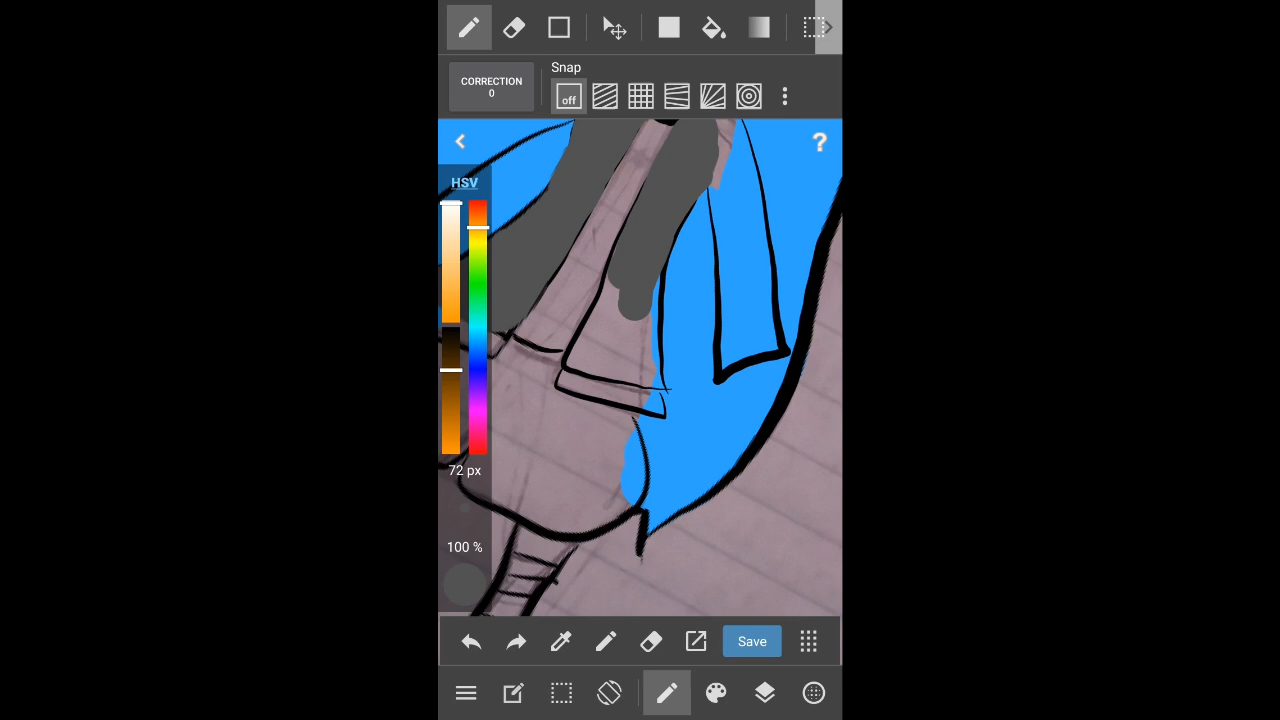 CORRECTION
0
Snap
off
?
HSV
72 px
100 %
Save